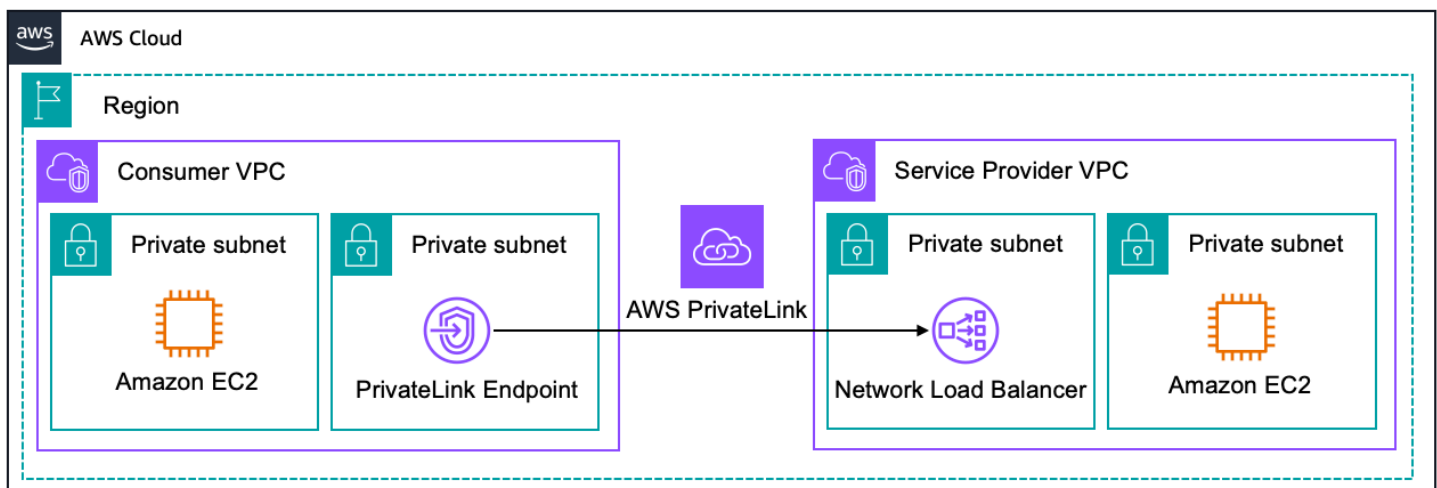 aws
AWS Cloud
Region
Consumer VPC
Private subnet
Amazon EC2
Private subnet
PrivateLink Endpoint
AWS PrivateLink
Service Provider VPC
Private subnet
Network Load Balancer
Private subnet
Amazon EC2